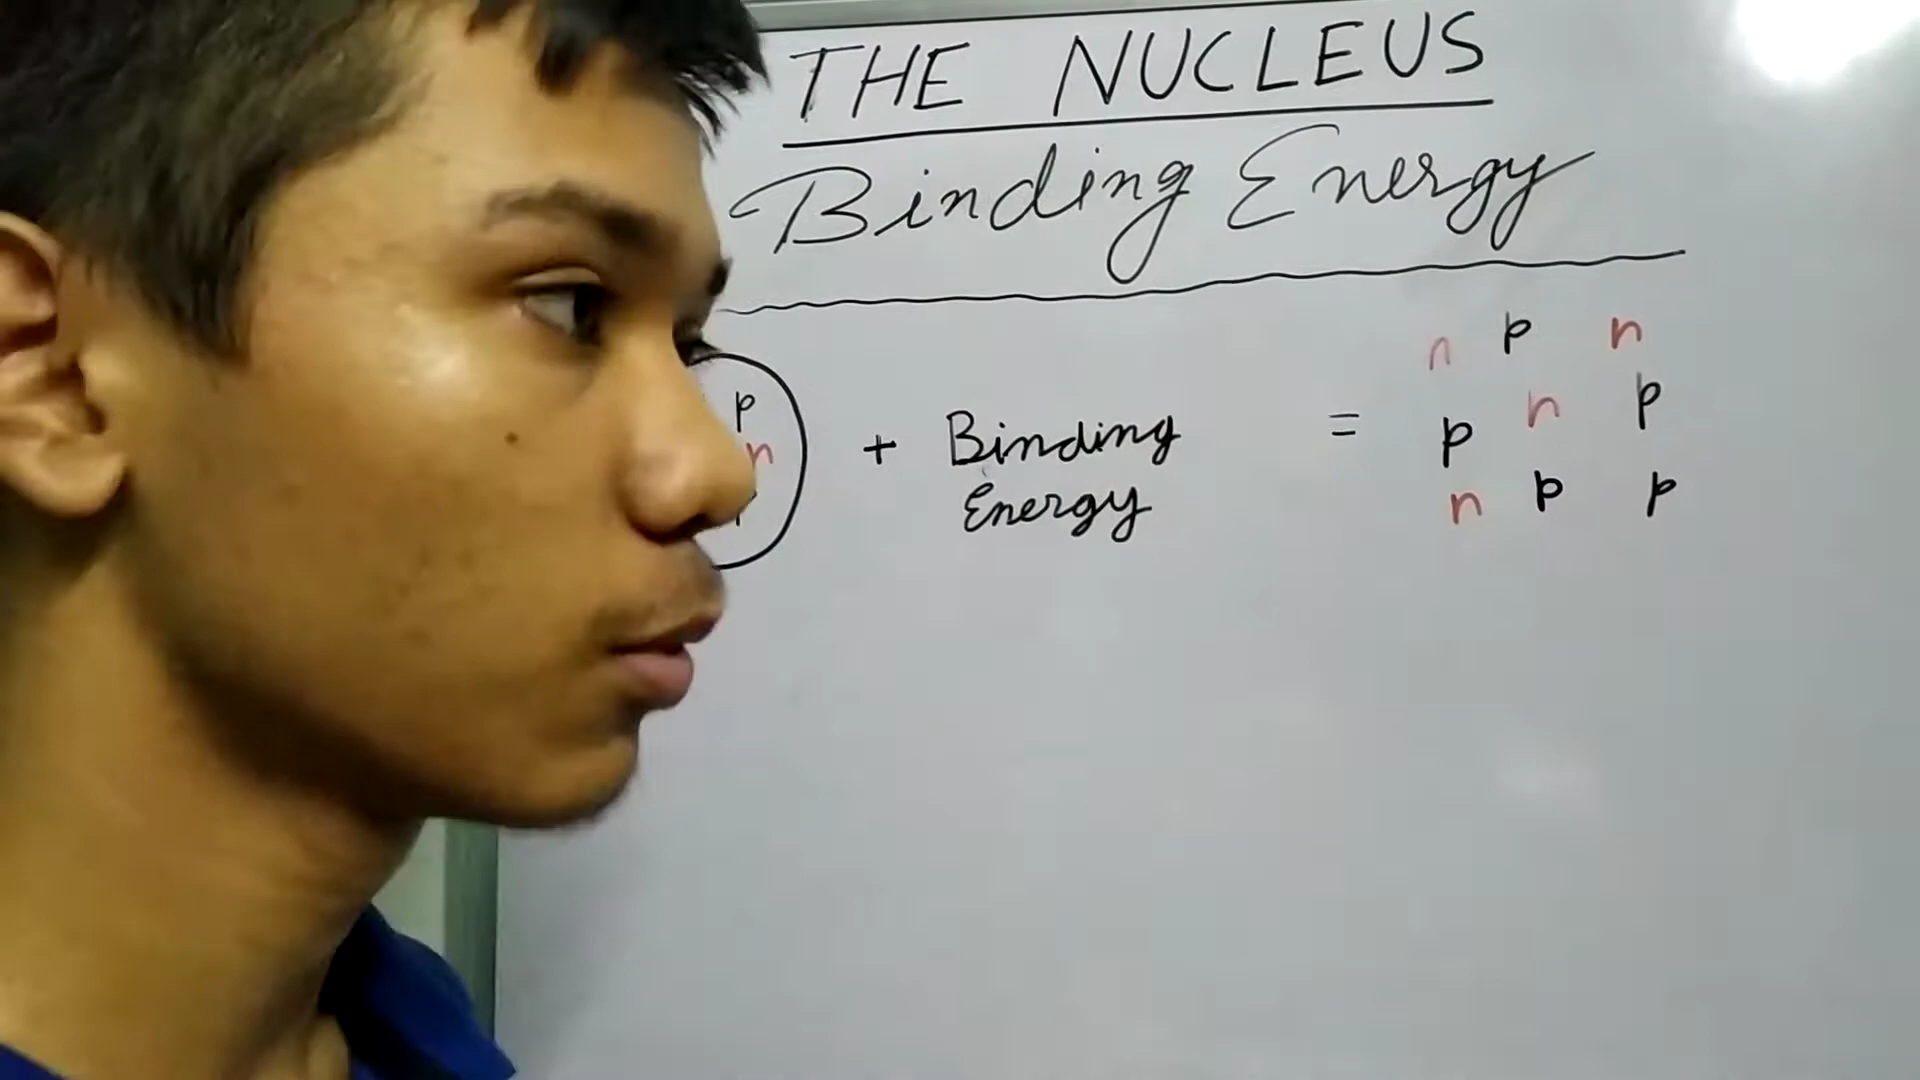 THE NUCLEUS
Binding Energy
n p n
p n p
p n + Binding Energy =
n p p